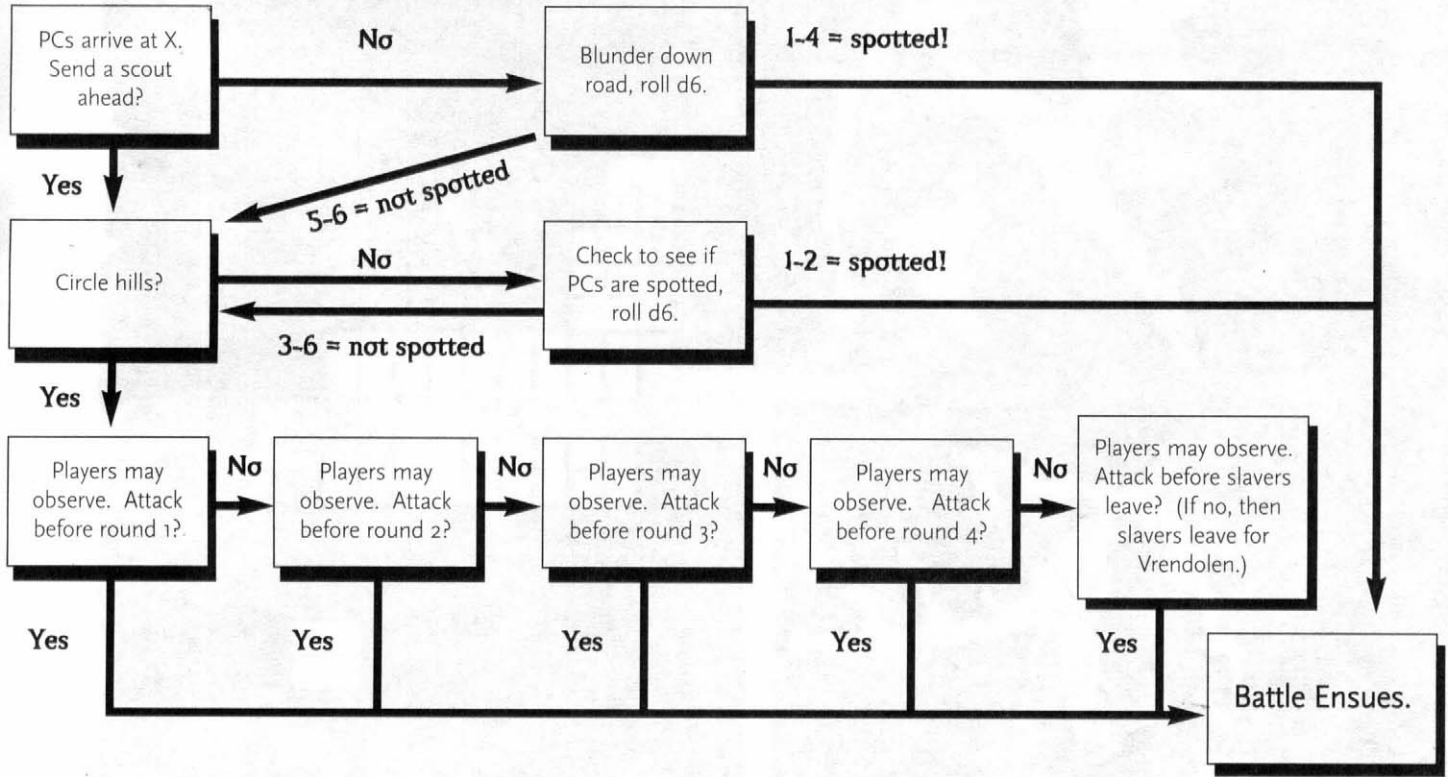 PCs arrive at X.
Send a scout
ahead?
No
Blunder down
road, roll d6.
1-4 = spotted!
Yes
5-6 = not spotted
Circle hills?
No
Check to see if
PCs are spotted,
roll d6.
1-2 = spotted!
3-6 = not spotted
Yes
Players may
observe. Attack
before round 1?
No
Players may
observe. Attack
before round 2?
No
Players may
observe. Attack
before round 3?
No
Players may
observe. Attack
before round 4?
No
Players may observe.
Attack before slavers
leave? (If no, then
slavers leave for
Vrendolen.)
Yes
Yes
Yes
Yes
Yes
Battle Ensues.